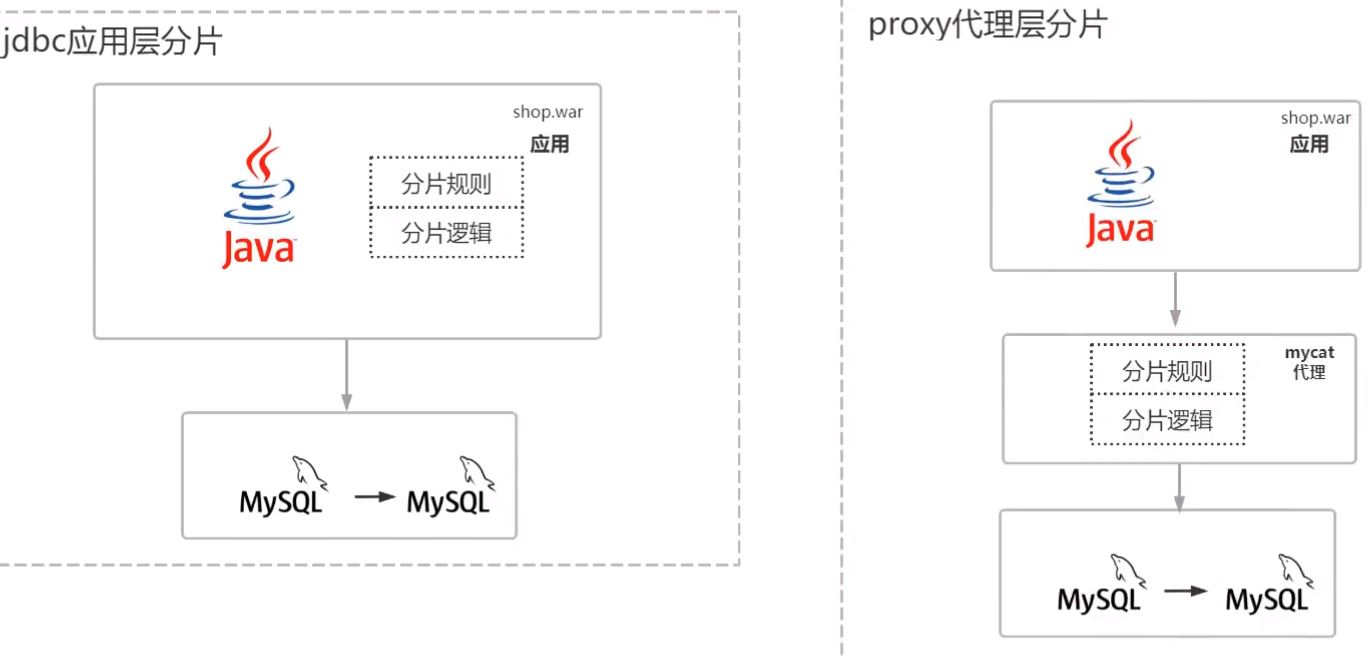 jdbc应用层分片
shop.war
应用
分片规则
分片逻辑
Java
MySQL
MySQL
proxy代理层分片
shop.war
应用
Java
分片规则
分片逻辑
mycat
代理
MySQL
MySQL